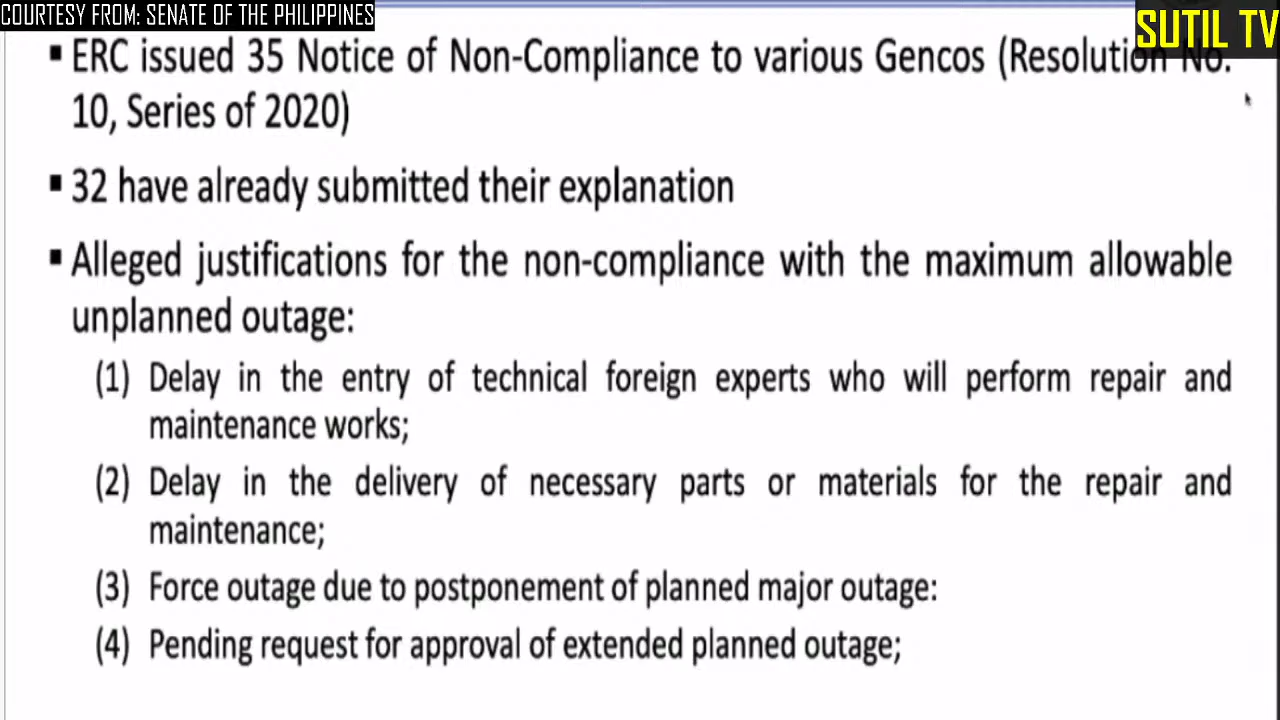 COURTESY FROM: SENATE OF THE PHILIPPINES
SUTIL TV
▪ ERC issued 35 Notice of Non-Compliance to various Gencos (Resolution No.
10, Series of 2020)
▪ 32 have already submitted their explanation
▪ Alleged justifications for the non-compliance with the maximum allowable
unplanned outage:
(1) Delay in the entry of technical foreign experts who will perform repair and
maintenance works;
(2) Delay in the delivery of necessary parts or materials for the repair and
maintenance;
(3) Force outage due to postponement of planned major outage:
(4) Pending request for approval of extended planned outage;